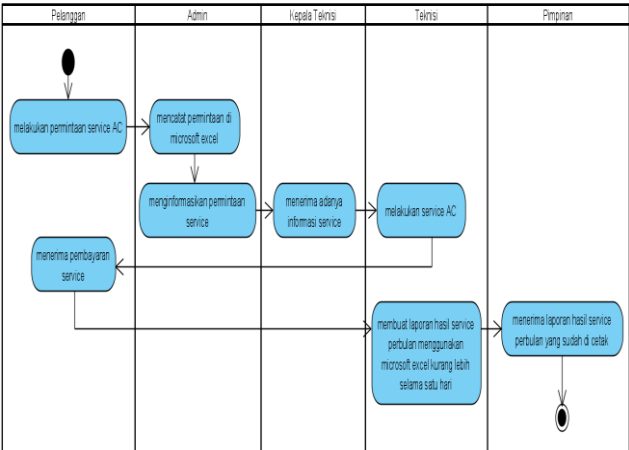 Pelanggan
Admin
Kepala Teknisi
Teknisi
Pimpinan
melakukan permintaan service AC
mencatat permintaan di
microsoft excel
menginformasikan permintaan
service
menerima adanya
informasi service
melakukan service AC
menerima pembayaran
service
membuat laporan hasil service
perbulan menggunakan
microsoft excel kurang lebih
selama satu hari
menerima laporan hasil service
perbulan yang sudah di cetak